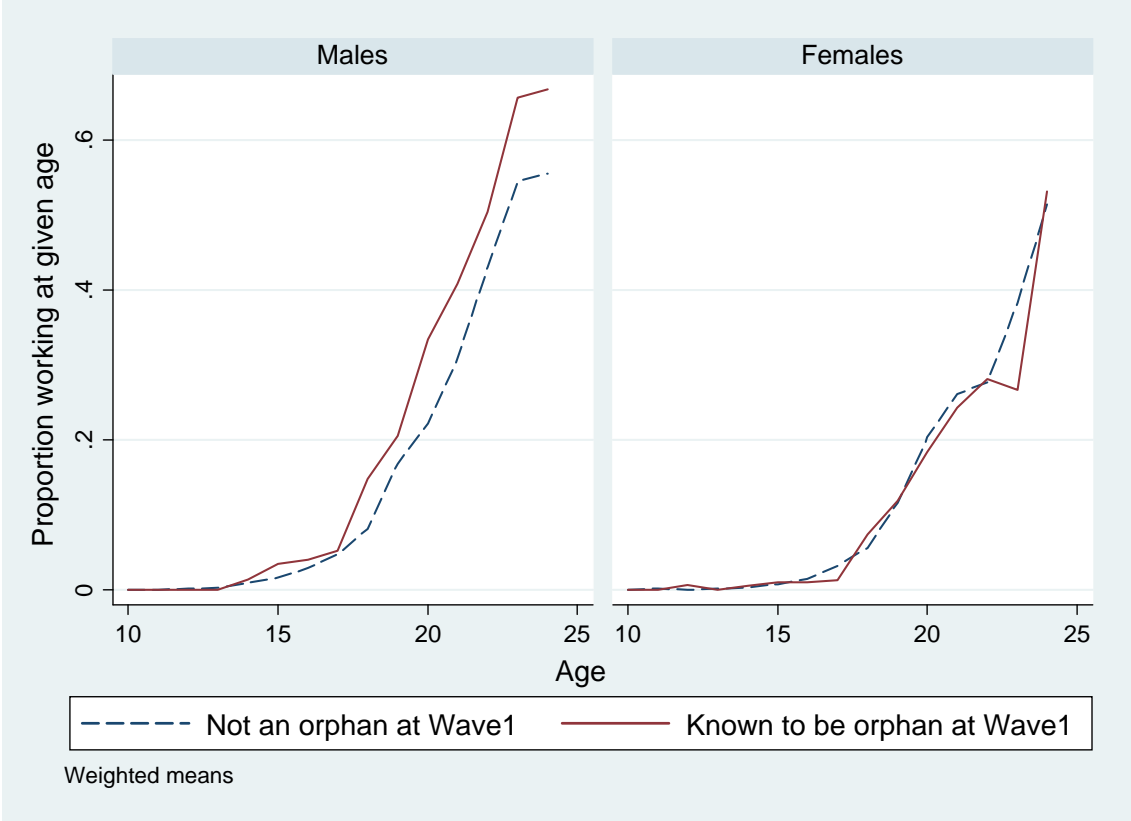 Males
Females
Proportion working at given age
.6
.4
.2
0
10 15 20 25
10 15 20 25
Age
Not an orphan at Wave1
Known to be orphan at Wave1
Weighted means